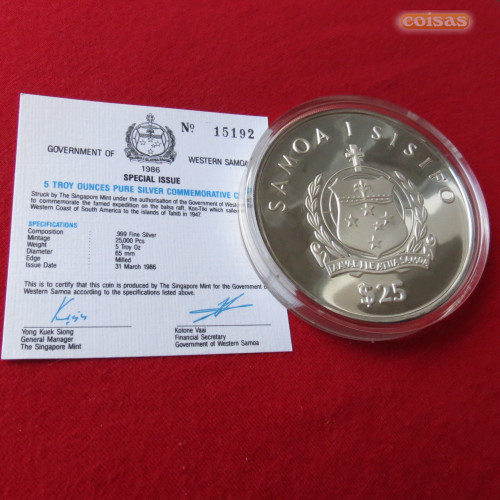 eoisas
Nº 15192
GOVERNMENT OF WESTERN SAMOA
1986
SPECIAL ISSUE
5 TROY OUNCES PURE SILVER COMMEMORATIVE
Struck by The Singapore Mint under the authorisation of the Government of West
to commemorate the famed expedition on the balsa raft, Kon-Tiki which sailed
Western Coast of South America to the islands of Tahiti in 1947
SPECIFICATIONS
Composition : .999 Fine Silver
Mintage : 25,000 Pcs
Weight : 5 Troy Oz
Diameter : 65 mm
Edge : Milled
Issue Date : 31 March 1986
This is to certify that this coin is produced by The Singapore Mint for the Government
Western Samoa according to the specifications listed above.
Yong Kuek Siong
General Manager
The Singapore Mint
Kolone Vaai
Financial Secretary
Government of Western Samoa
SAMOA I SISIFO
FAAVAE I LE ATUA SAMOA
$25